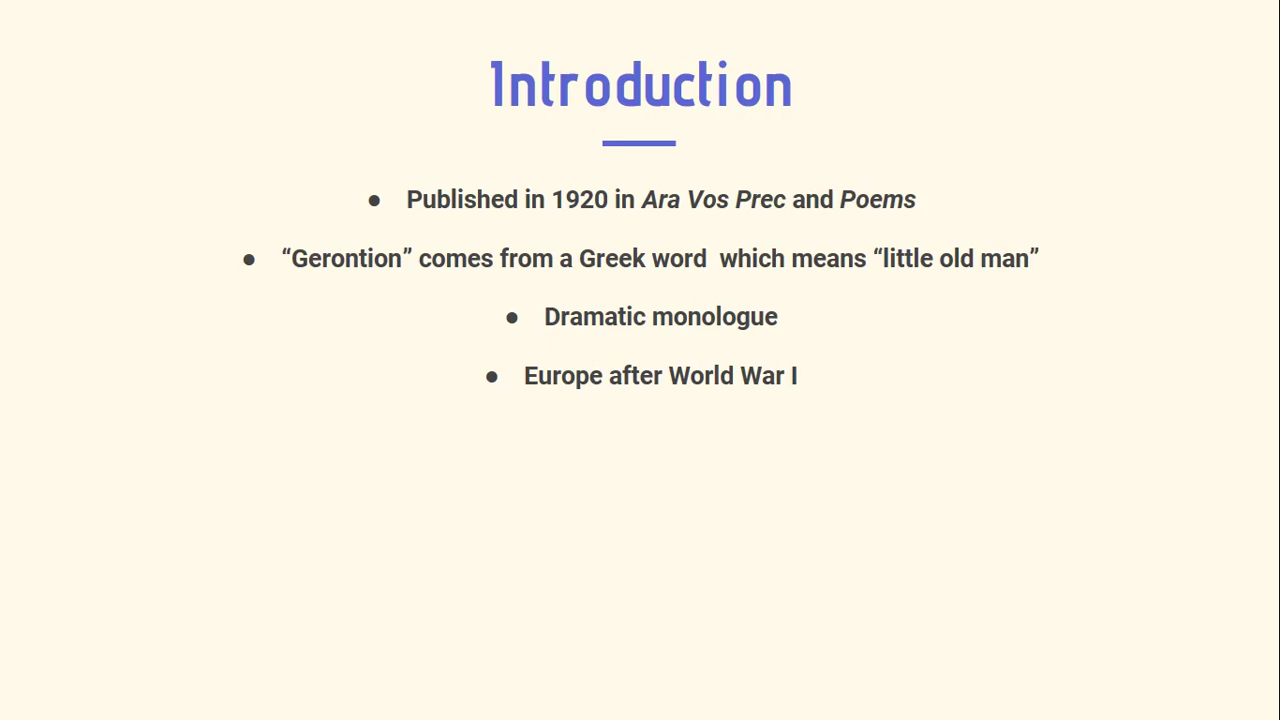 Introduction
● Published in 1920 in Ara Vos Prec and Poems
● “Gerontion” comes from a Greek word  which means “little old man”
● Dramatic monologue
● Europe after World War I